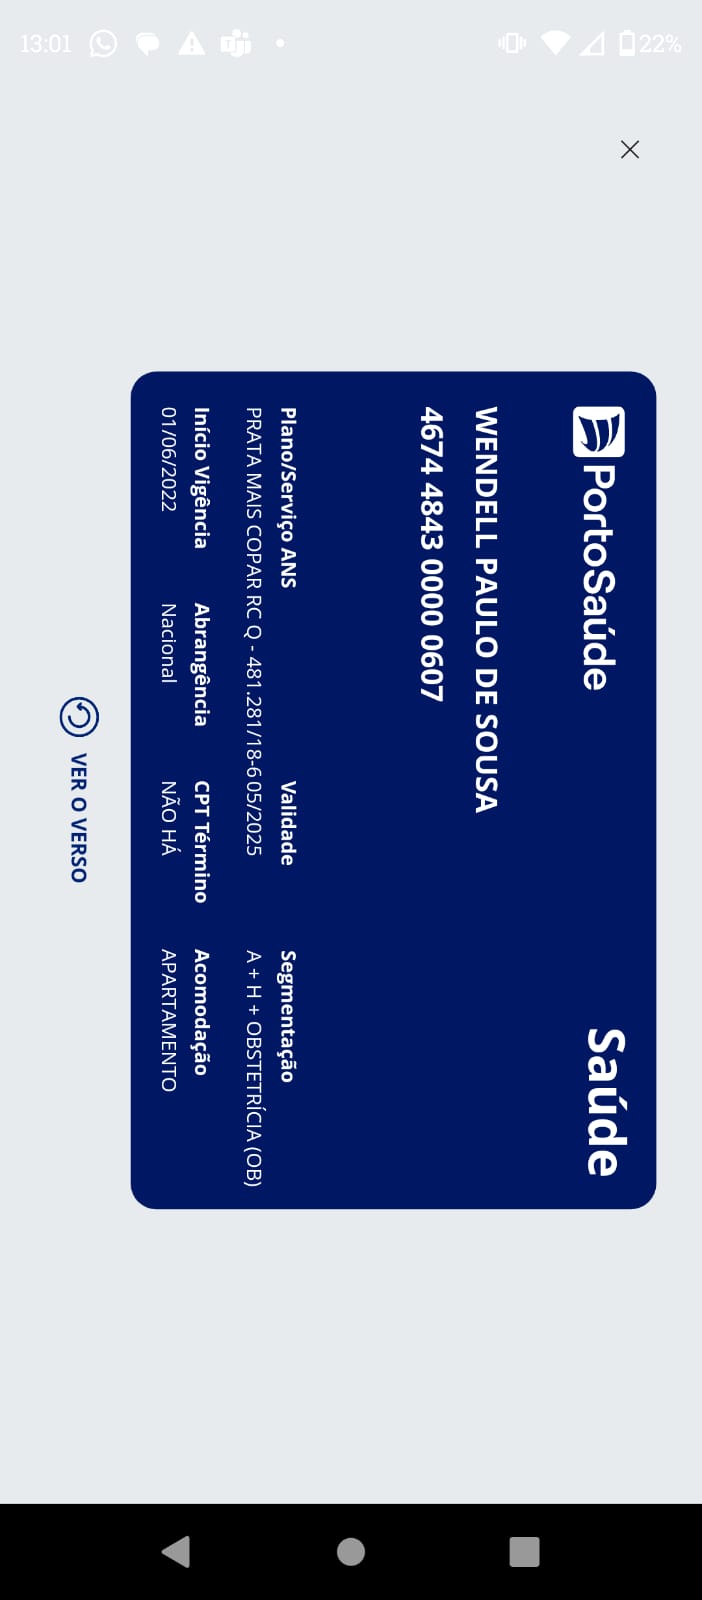 13:01
22%
PortoSaúde
Saúde
WENDELL PAULO DE SOUSA
4674 4843 0000 0607
Plano/Serviço ANS Validade Segmentação
PRATA MAIS COPAR RC Q - 481.281/18-6 05/2025 A + H + OBSTETRÍCIA (OB)
Início Vigência Abrangência CPT Término Acomodação
01/06/2022 Nacional NÃO HÁ APARTAMENTO
VER O VERSO